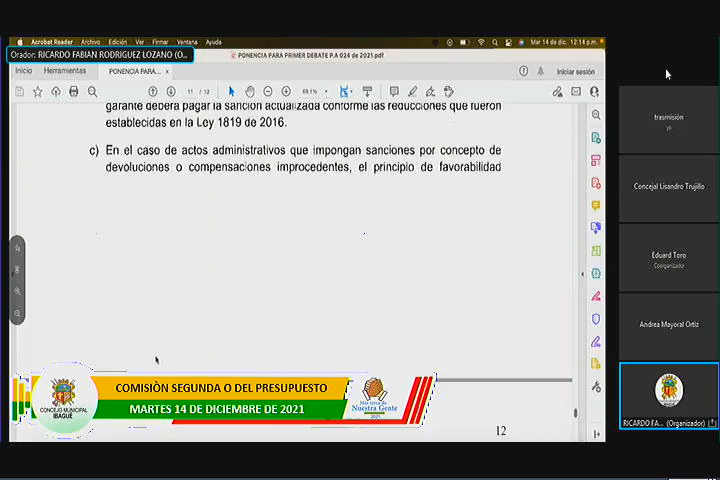 Acrobat Reader Archivo Edición Ver Firmar Ventana Ayuda
Mar 14 de dic. 12:14 p.m.
Orador: RICARDO FABIAN RODRIGUEZ LOZANO (O...
PONENCIA PARA PRIMER DEBATE P.A 024 de 2021.pdf
Inicio Herramientas PONENCIA PARA... × Iniciar sesión
11 / 12 69,1%
garante deberá pagar la sanción actualizada conforme las reducciones que fueron
establecidas en la Ley 1819 de 2016.
c) En el caso de actos administrativos que impongan sanciones por concepto de
devoluciones o compensaciones improcedentes, el principio de favorabilidad
12
COMISIÒN SEGUNDA O DEL PRESUPUESTO
MARTES 14 DE DICIEMBRE DE 2021
CONCEJO MUNICIPAL
IBAGUÉ
Más cerca de
Nuestra Gente
2021
trasmisión
yo
Concejal Lisandro Trujillo
Eduard Toro
Coorganizador
Andrea Mayoral Ortiz
RICARDO FA... (Organizador)